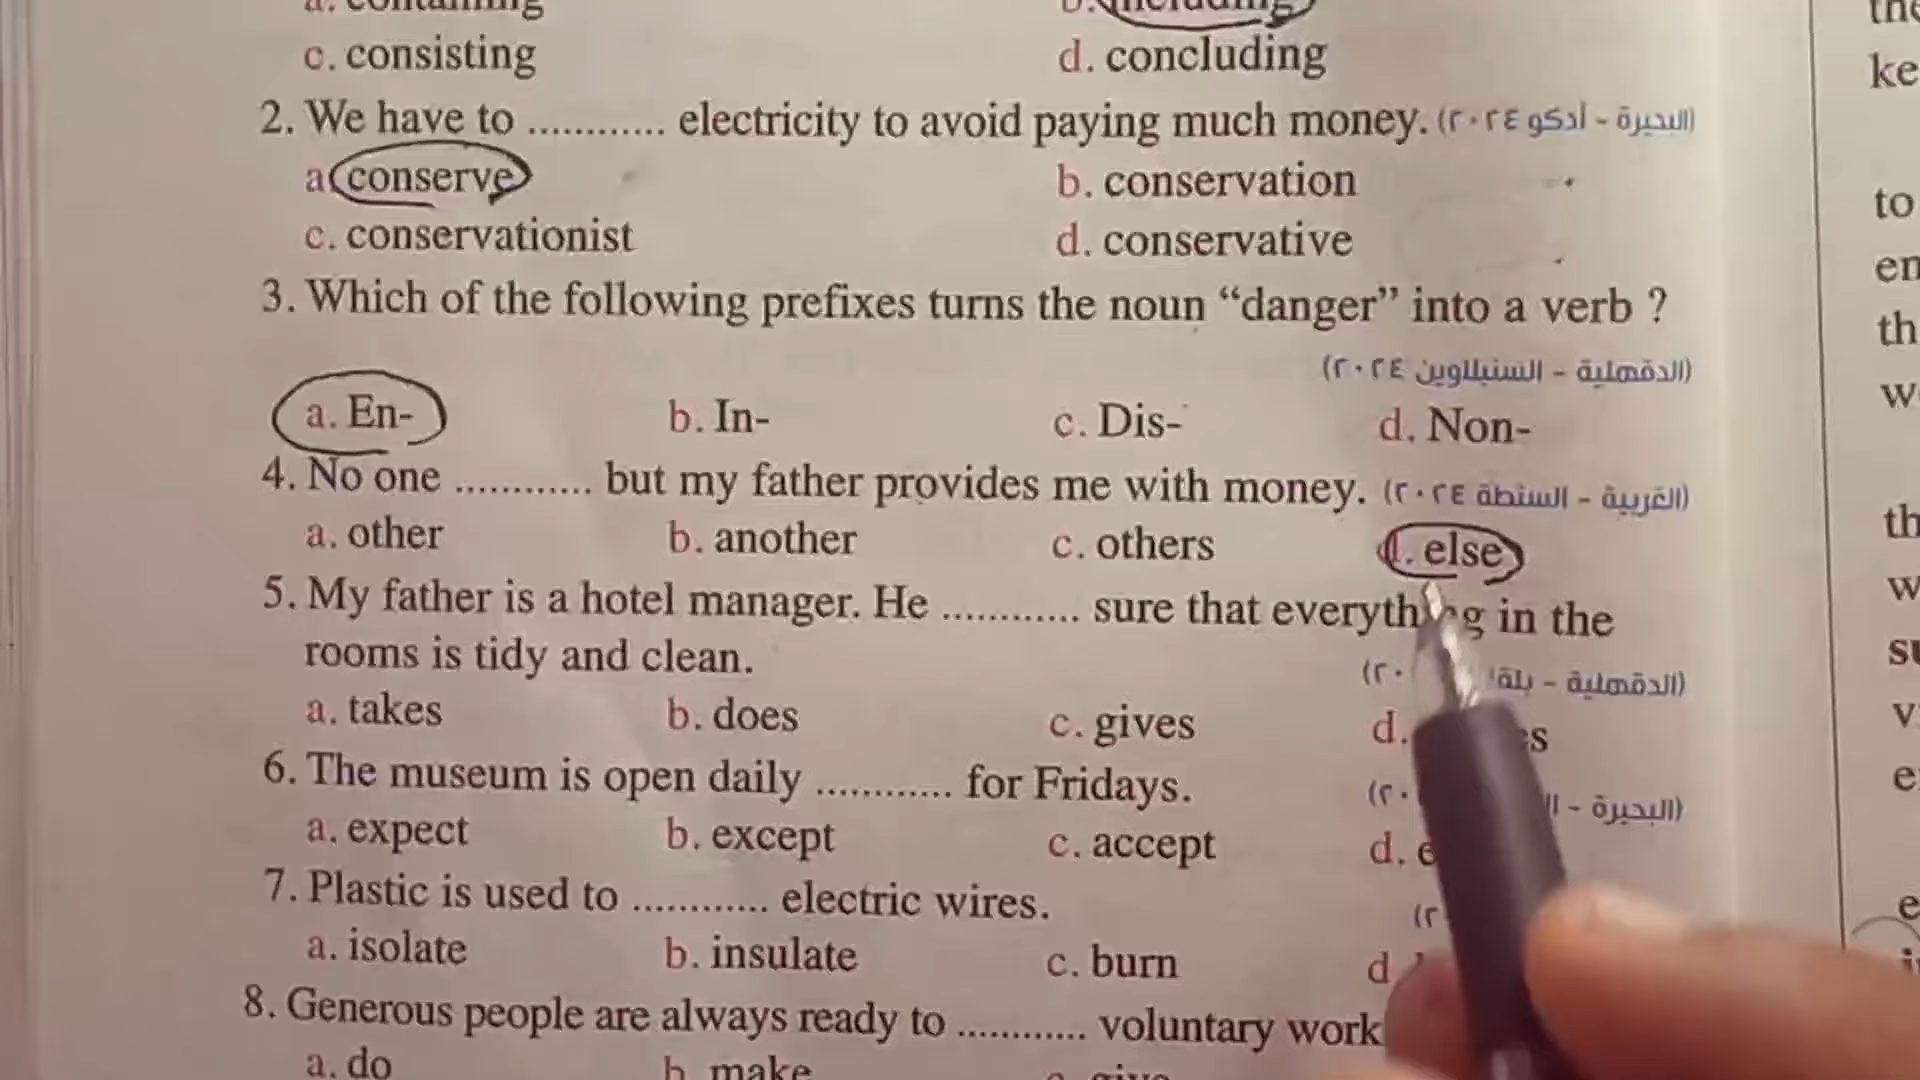 a. containing
b. including
c. consisting
d. concluding
2. We have to ............ electricity to avoid paying much money. (البحيرة - أدكو ٢٠٢٤)
a. conserve
b. conservation
c. conservationist
d. conservative
3. Which of the following prefixes turns the noun “danger” into a verb ?
(الدقهلية - السنبلاوين ٢٠٢٤)
a. En-
b. In-
c. Dis-
d. Non-
4. No one ............ but my father provides me with money. (الغربية - السنطة ٢٠٢٤)
a. other
b. another
c. others
d. else
5. My father is a hotel manager. He ............ sure that everything in the
rooms is tidy and clean.
(الدقهلية -
a. takes
b. does
c. gives
d.
6. The museum is open daily ............ for Fridays.
(البحيرة -
a. expect
b. except
c. accept
d.
7. Plastic is used to ............ electric wires.
a. isolate
b. insulate
c. burn
d
8. Generous people are always ready to ............ voluntary work
a. do
b. make
c. give
ke
to